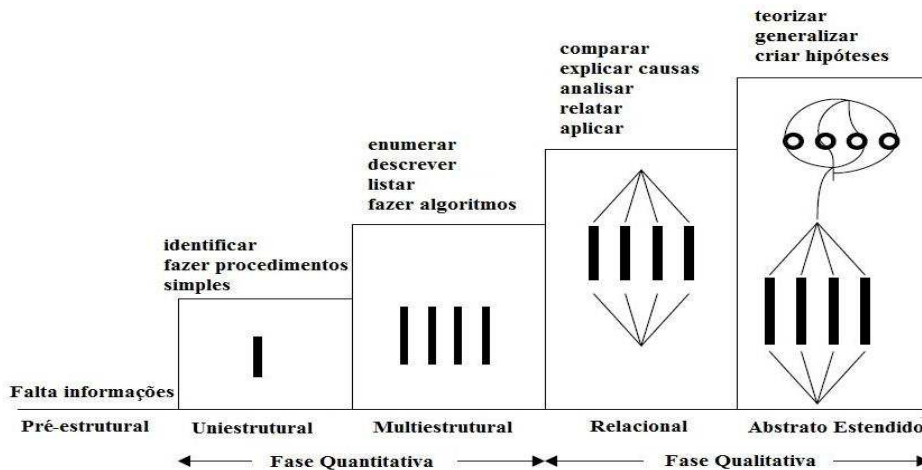 Falta informações
Pré-estrutural
identificar
fazer procedimentos
simples
Uniestrutural
enumerar
descrever
listar
fazer algoritmos
Multiestrutural
comparar
explicar causas
analisar
relatar
aplicar
Relacional
teorizar
generalizar
criar hipóteses
Abstrato Estendido
Fase Quantitativa
Fase Qualitativa